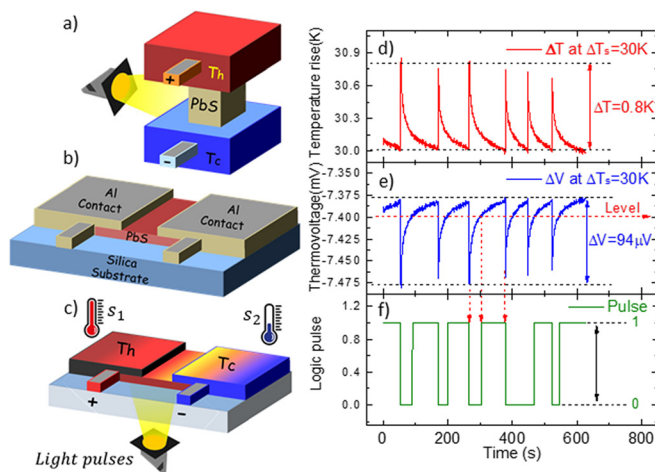 a)
Th
+
PbS
Tc
-
b)
Al
Contact
Al
Contact
PbS
Silica
Substrate
c)
S1
S2
Th
Tc
+
-
Light pulses
d)
ΔT at ΔTs=30K
Temperature rise(K)
30.9
30.6
30.3
30.0
ΔT=0.8K
e)
ΔV at ΔTs=30K
Thermovoltage(mV)
-7.375
-7.400
-7.425
-7.450
-7.475
Level
ΔV=94μV
f)
Pulse
Logic pulse
1.2
0.8
0.4
0.0
1
0
0 200 400 600 800
Time (s)